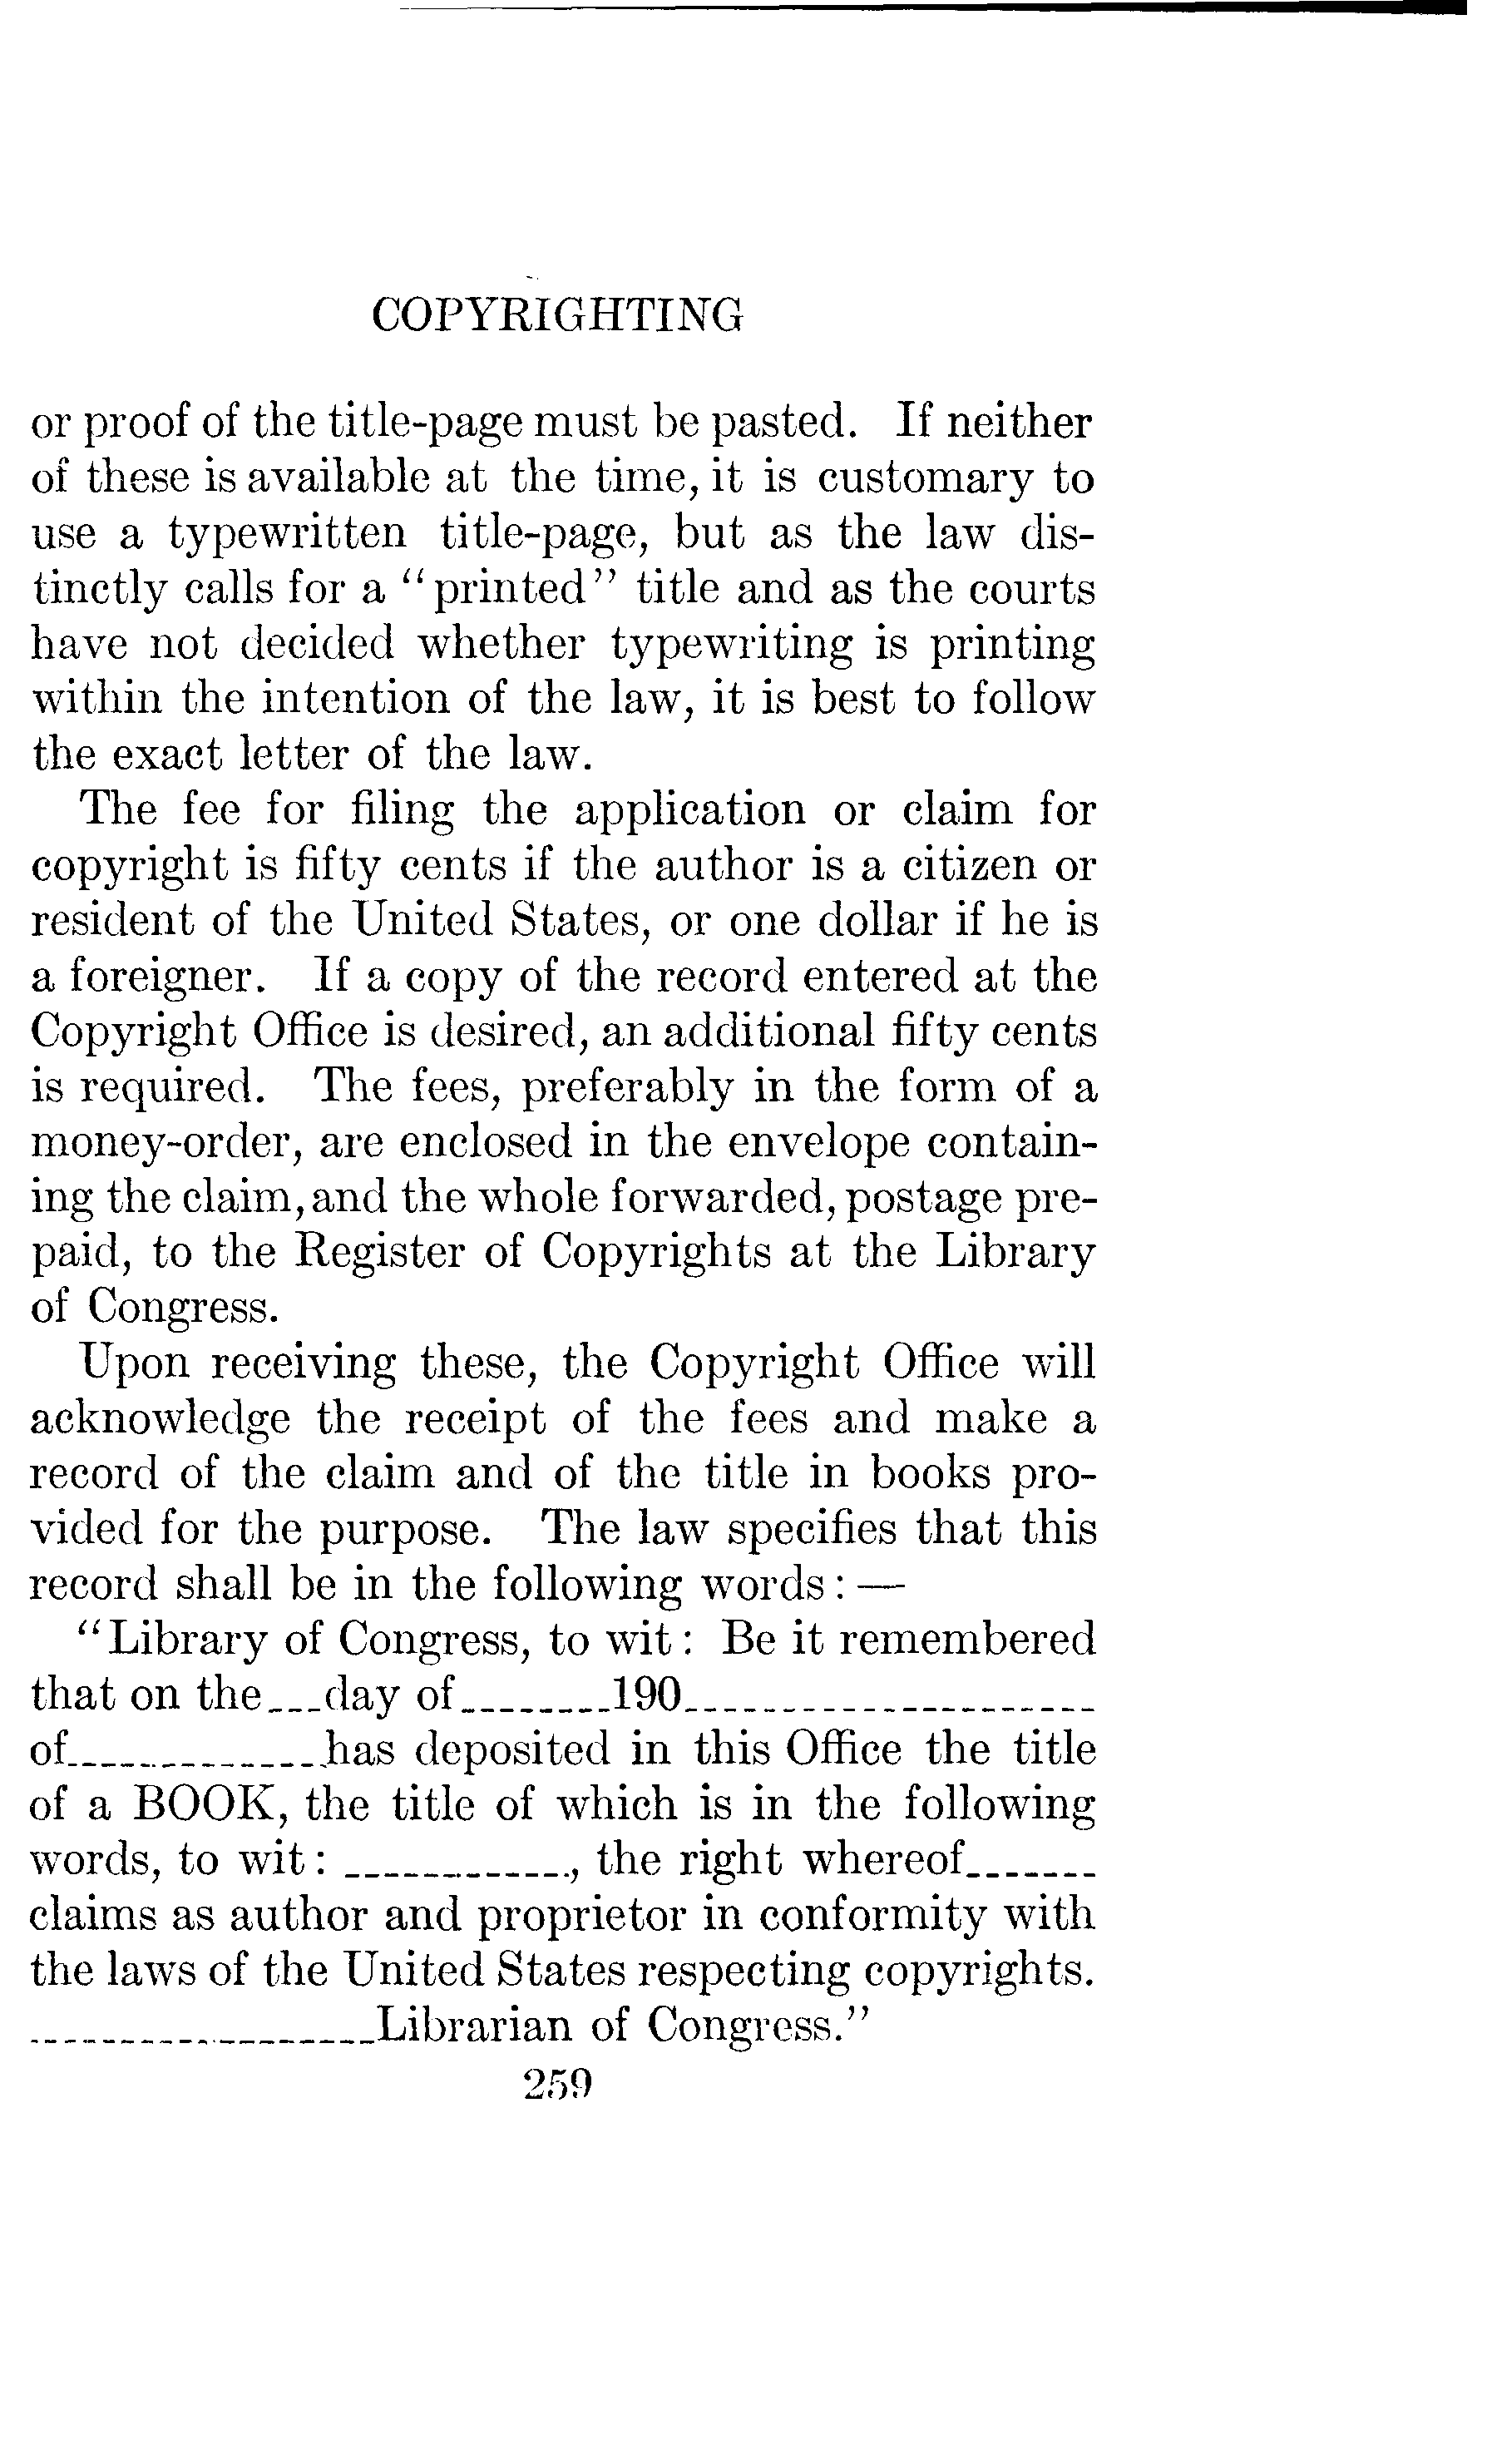 COPYRIGHTING
or proof of the title-page must be pasted. If neither
of these is available at the time, it is customary to
use a typewritten title-page, but as the law dis-
tinctly calls for a "printed" title and as the courts
have not decided whether typewriting is printing
within the intention of the law, it is best to follow
the exact letter of the law.
The fee for filing the application or claim for
copyright is fifty cents if the author is a citizen or
resident of the United States, or one dollar if he is
a foreigner. If a copy of the record entered at the
Copyright Office is desired, an additional fifty cents
is required. The fees, preferably in the form of a
money-order, are enclosed in the envelope contain-
ing the claim, and the whole forwarded, postage pre-
paid, to the Register of Copyrights at the Library
of Congress.
Upon receiving these, the Copyright Office will
acknowledge the receipt of the fees and make a
record of the claim and of the title in books pro-
vided for the purpose. The law specifies that this
record shall be in the following words: —
"Library of Congress, to wit: Be it remembered
that on the___day of_________190_____________________
of_____________has deposited in this Office the title
of a BOOK, the title of which is in the following
words, to wit: ____________, the right whereof_______
claims as author and proprietor in conformity with
the laws of the United States respecting copyrights.
__________________Librarian of Congress."
259